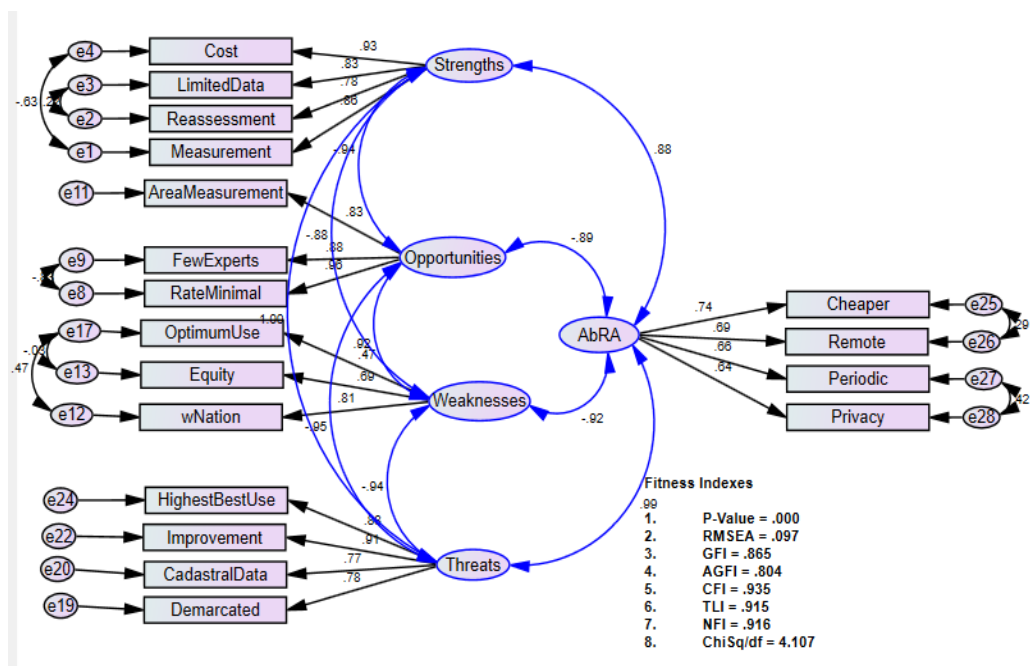 e4
Cost
.93
Strengths
e3
LimitedData
.83
-.63
e2
Reassessment
.78
e1
Measurement
.86
-.94
.88
e11
AreaMeasurement
.83
-.88
-.89
e9
FewExperts
.88
Opportunities
e8
RateMinimal
.96
.74
Cheaper
e25
.29
1.00
AbRA
.69
Remote
e26
e17
OptimumUse
.92
.47
.66
Periodic
e27
-.03
e13
Equity
.69
.64
.42
.47
e12
wNation
.81
Weaknesses
-.92
Privacy
e28
-.95
-.94
Fitness Indexes
e24
HighestBestUse
.99
1. P-Value = .000
e22
Improvement
.91
2. RMSEA = .097
3. GFI = .865
e20
CadastralData
.77
Threats
4. AGFI = .804
.78
5. CFI = .935
e19
Demarcated
6. TLI = .915
7. NFI = .916
8. ChiSq/df = 4.107